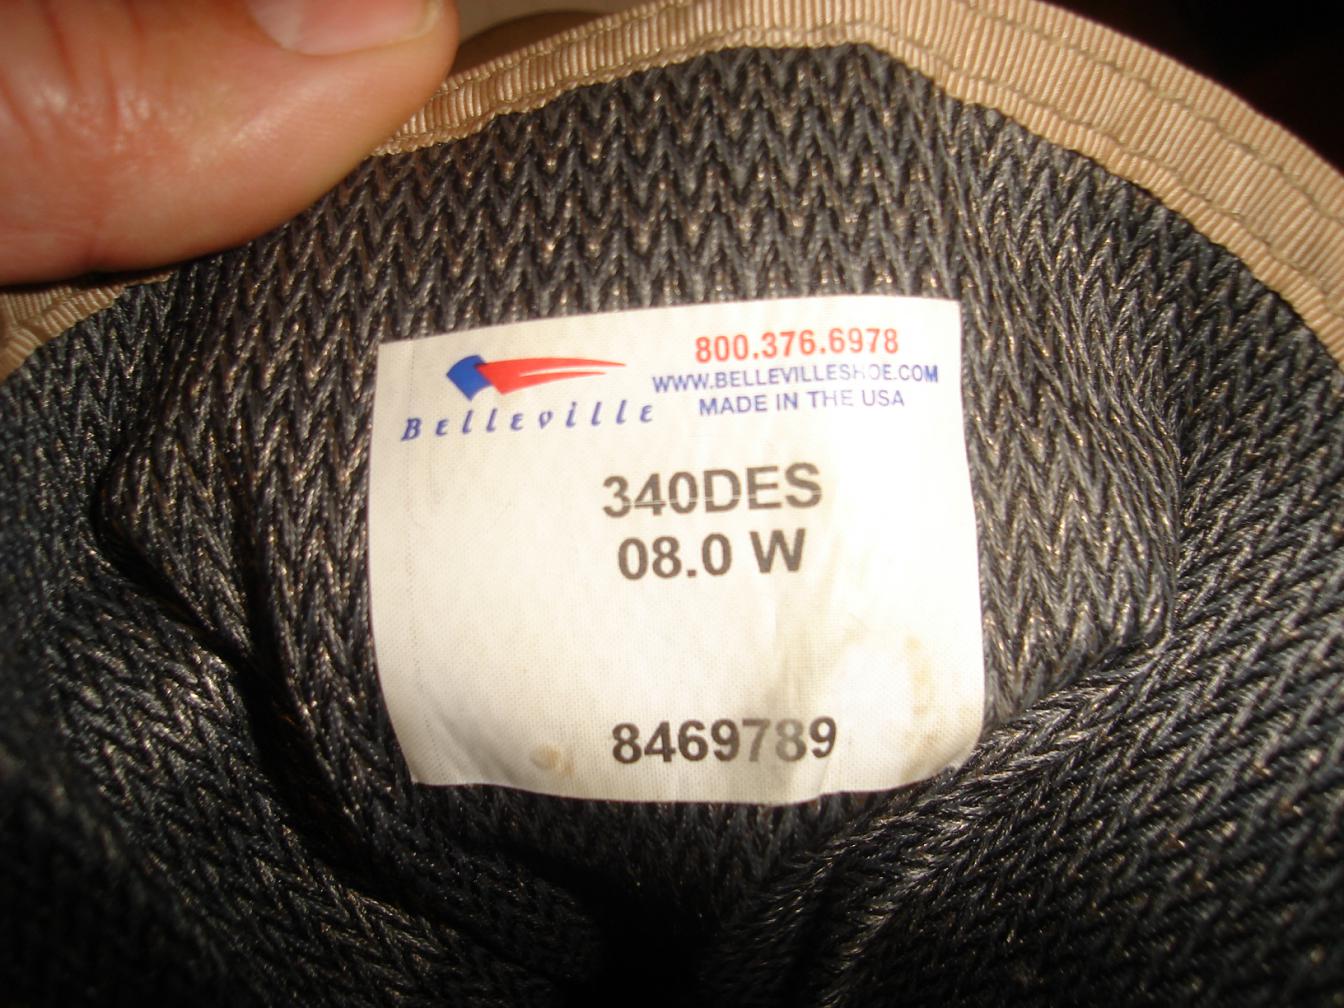 Belleville
800.376.6978
WWW.BELLEVILLESHOE.COM
MADE IN THE USA
340DES
08.0 W
8469789